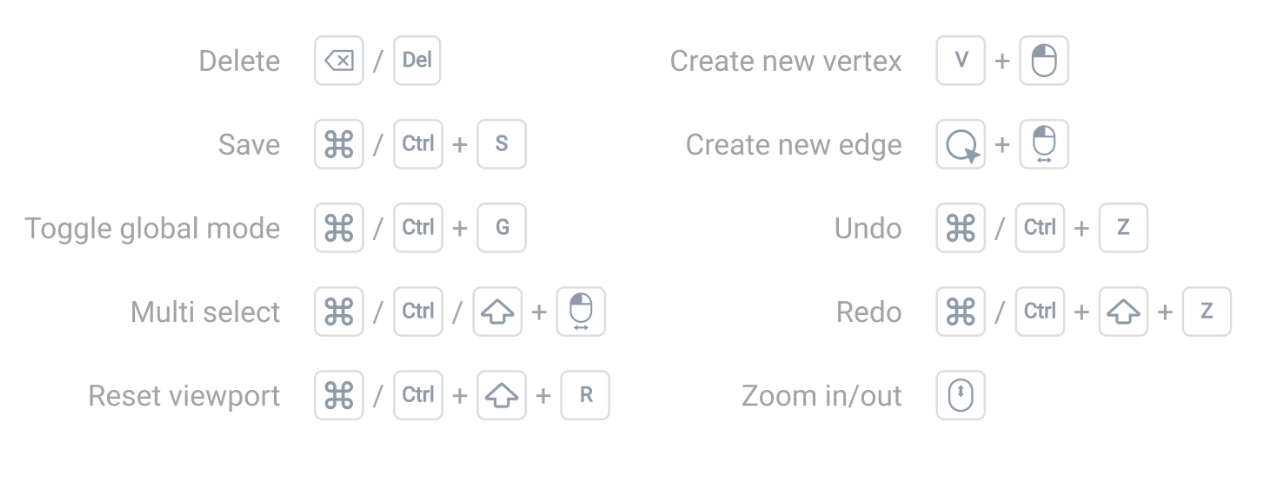 Delete ⌫ / Del
Save ⌘ / Ctrl + S
Toggle global mode ⌘ / Ctrl + G
Multi select ⌘ / Ctrl / ⇧ +
Reset viewport ⌘ / Ctrl + ⇧ + R
Create new vertex V +
Create new edge +
Undo ⌘ / Ctrl + Z
Redo ⌘ / Ctrl + ⇧ + Z
Zoom in/out